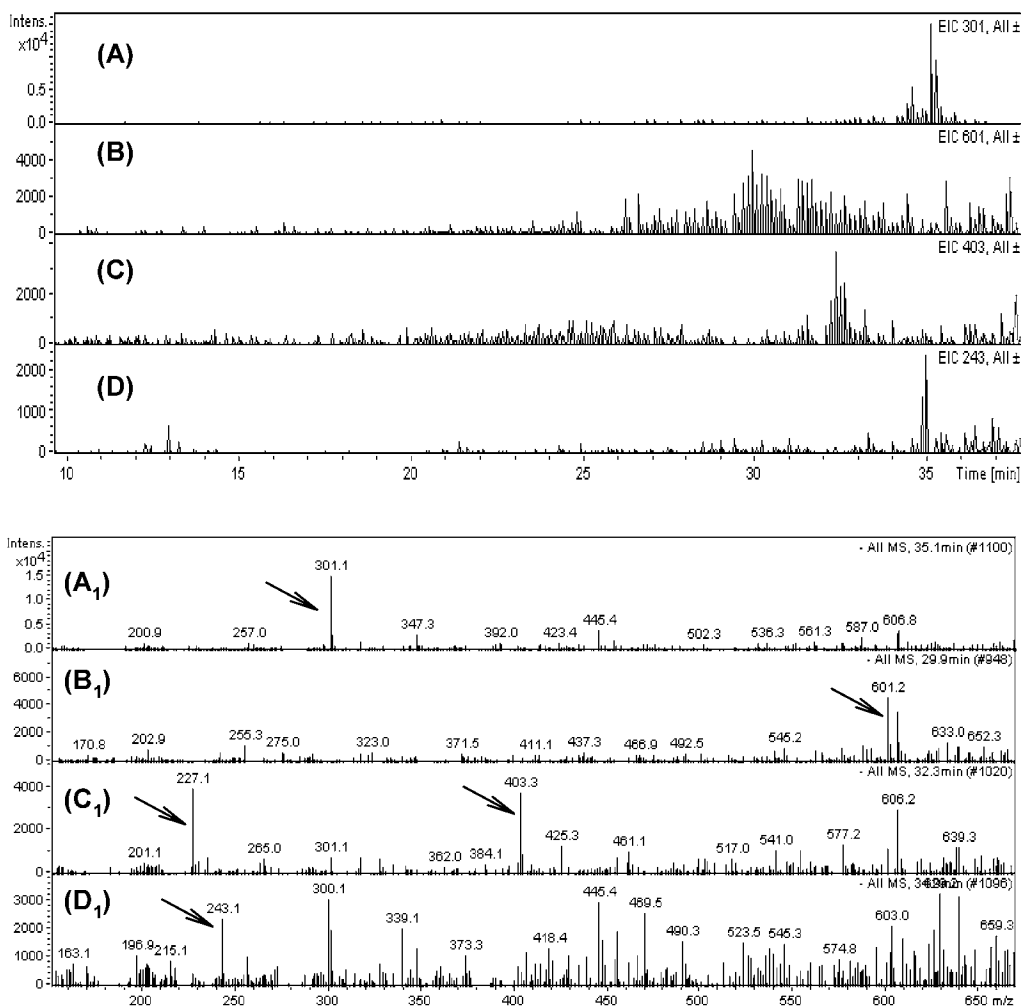 Intens.
x10⁴
(A)
EIC 301, All ±
0.5
0.0
(B)
EIC 601, All ±
4000
2000
0
(C)
EIC 403, All ±
2000
0
(D)
EIC 243, All ±
2000
1000
0
10 15 20 25 30 35 Time [min]
Intens.
x10⁴
- All MS, 35.1min (#1100)
(A₁)
1.5
1.0
0.5
0.0
200.9 257.0 301.1 347.3 392.0 423.4 445.4 502.3 536.3 561.3 587.0 606.8
- All MS, 29.9min (#948)
(B₁)
6000
4000
2000
0
170.8 202.9 255.3 275.0 323.0 371.5 411.1 437.3 466.9 492.5 545.2 601.2 633.0 652.3
- All MS, 32.3min (#1020)
(C₁)
4000
2000
0
201.1 227.1 265.0 301.1 362.0 384.1 403.3 425.3 461.1 517.0 541.0 577.2 606.2 639.3
(D₁)
3000
2000
1000
0
163.1 196.9 215.1 243.1 300.1 339.1 373.3 418.4 445.4 469.5 490.3 523.5 545.3 574.8 603.0 659.3
200 250 300 350 400 450 500 550 600 650 m/z